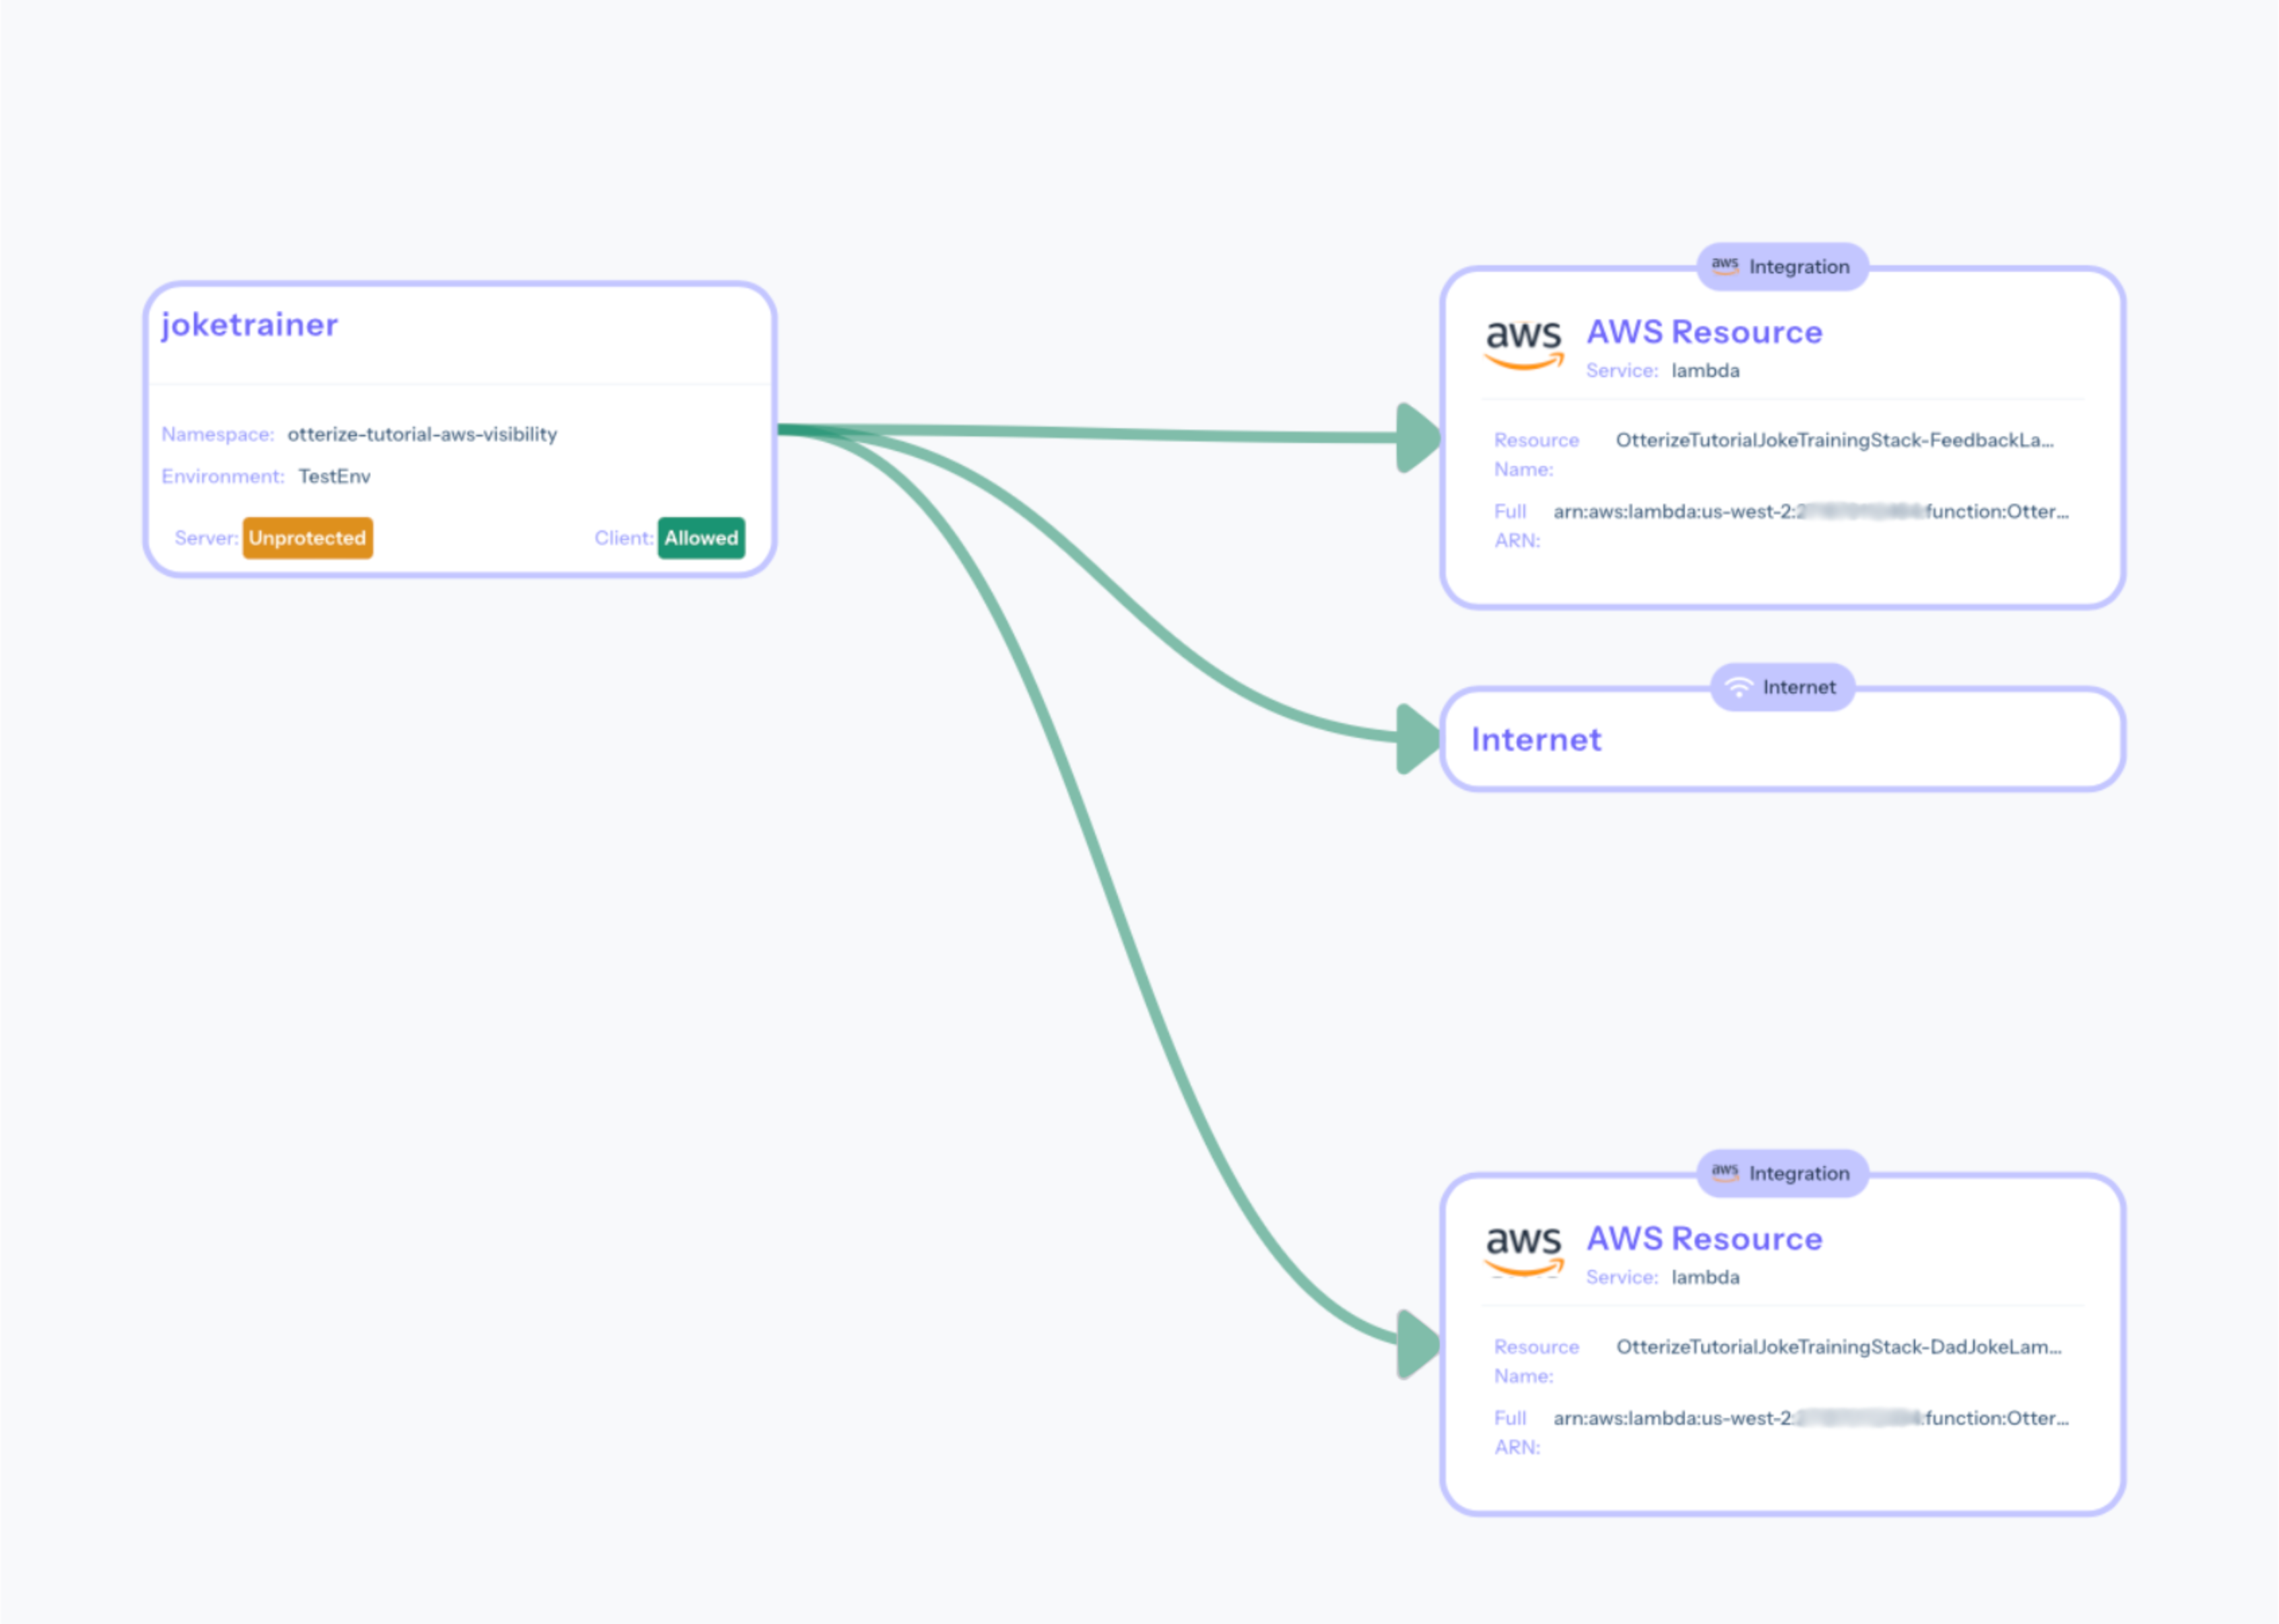 joketrainer
Namespace: otterize-tutorial-aws-visibility
Environment: TestEnv
Server: Unprotected Client: Allowed
aws Integration
aws AWS Resource
Service: lambda
Resource Name: OtterizeTutorialJokeTrainingStack-FeedbackLa...
Full ARN: arn:aws:lambda:us-west-2:2 :function:Otter...
Internet
Internet
aws Integration
aws AWS Resource
Service: lambda
Resource Name: OtterizeTutorialJokeTrainingStack-DadJokeLam...
Full ARN: arn:aws:lambda:us-west-2: :function:Otter...